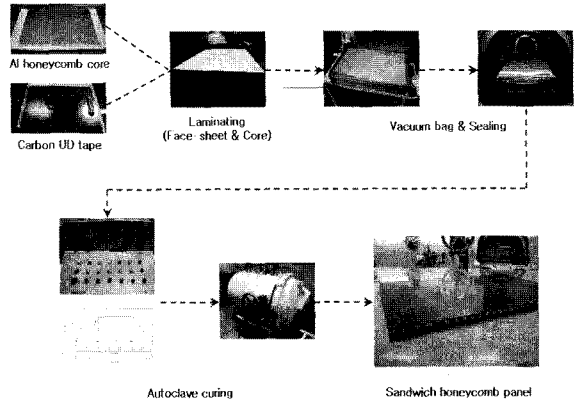 Al honeycomb core
Carbon UD tape
Laminating
(Face-sheet & Core)
Vacuum bag & Sealing
Autoclave curing
Sandwich honeycomb panel